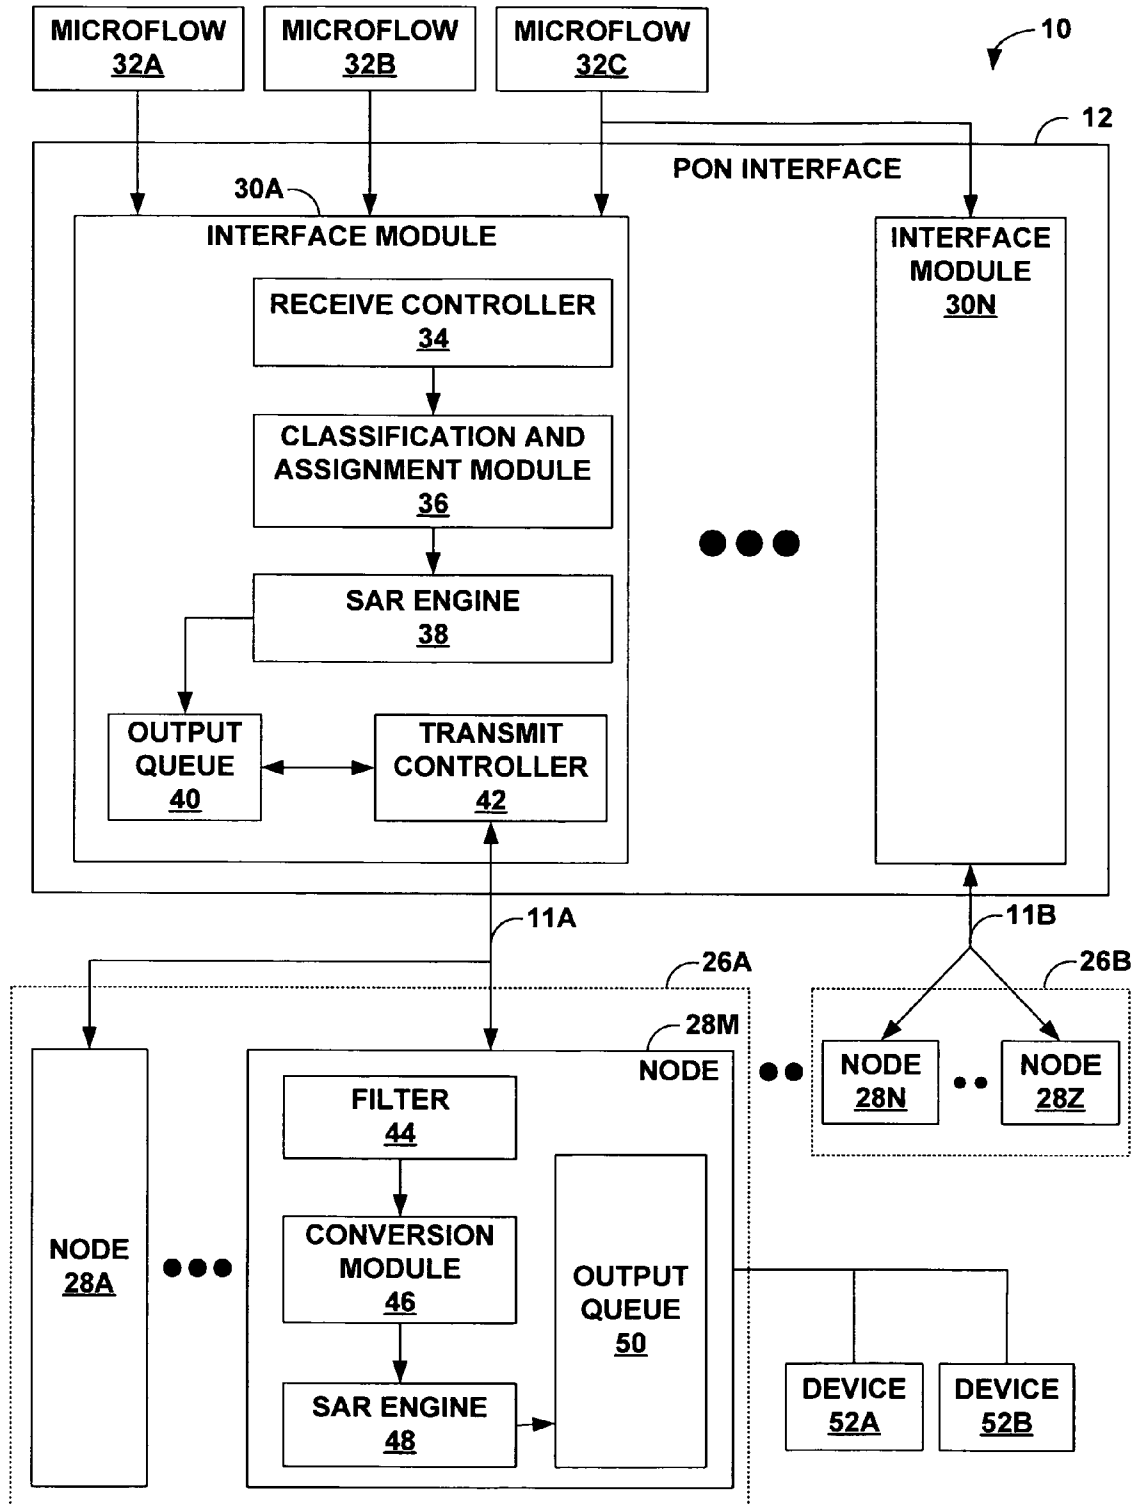 MICROFLOW
32A
MICROFLOW
32B
MICROFLOW
32C
10
12
PON INTERFACE
30A
INTERFACE MODULE
INTERFACE
MODULE
30N
RECEIVE CONTROLLER
34
CLASSIFICATION AND
ASSIGNMENT MODULE
36
SAR ENGINE
38
OUTPUT
QUEUE
40
TRANSMIT
CONTROLLER
42
11A
11B
26A
26B
28M
NODE
NODE
28N
NODE
28Z
FILTER
44
NODE
28A
CONVERSION
MODULE
46
OUTPUT
QUEUE
50
SAR ENGINE
48
DEVICE
52A
DEVICE
52B